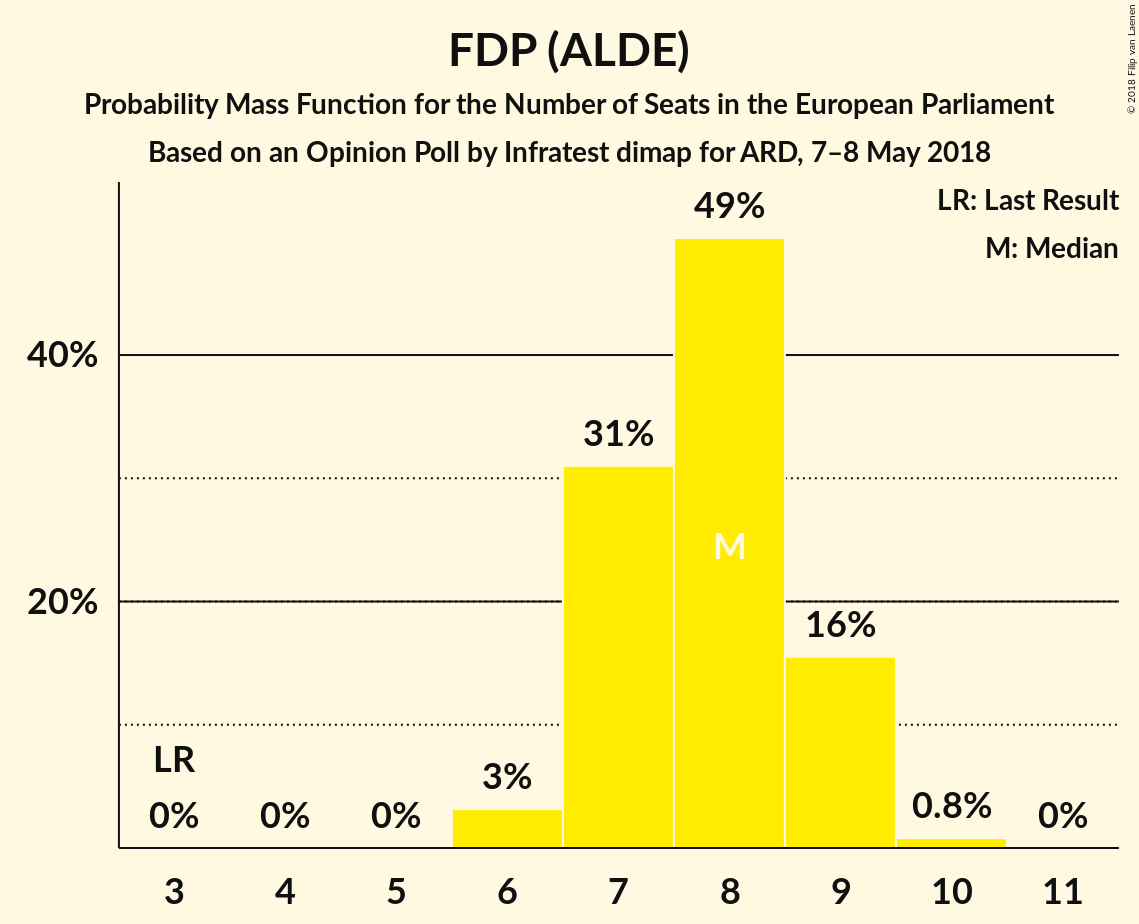 FDP (ALDE)
Probability Mass Function for the Number of Seats in the European Parliament
Based on an Opinion Poll by Infratest dimap for ARD, 7–8 May 2018
© 2018 Filip van Laenen
LR: Last Result
M: Median
49%
40%
31%
M
20%
16%
LR
0%
0%
0%
3%
0.8%
0%
3
4
5
6
7
8
9
10
11